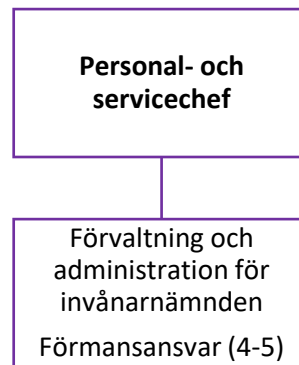 Personal- och
servicechef
Förvaltning och
administration för
invånarnämnden
Förmansansvar (4-5)